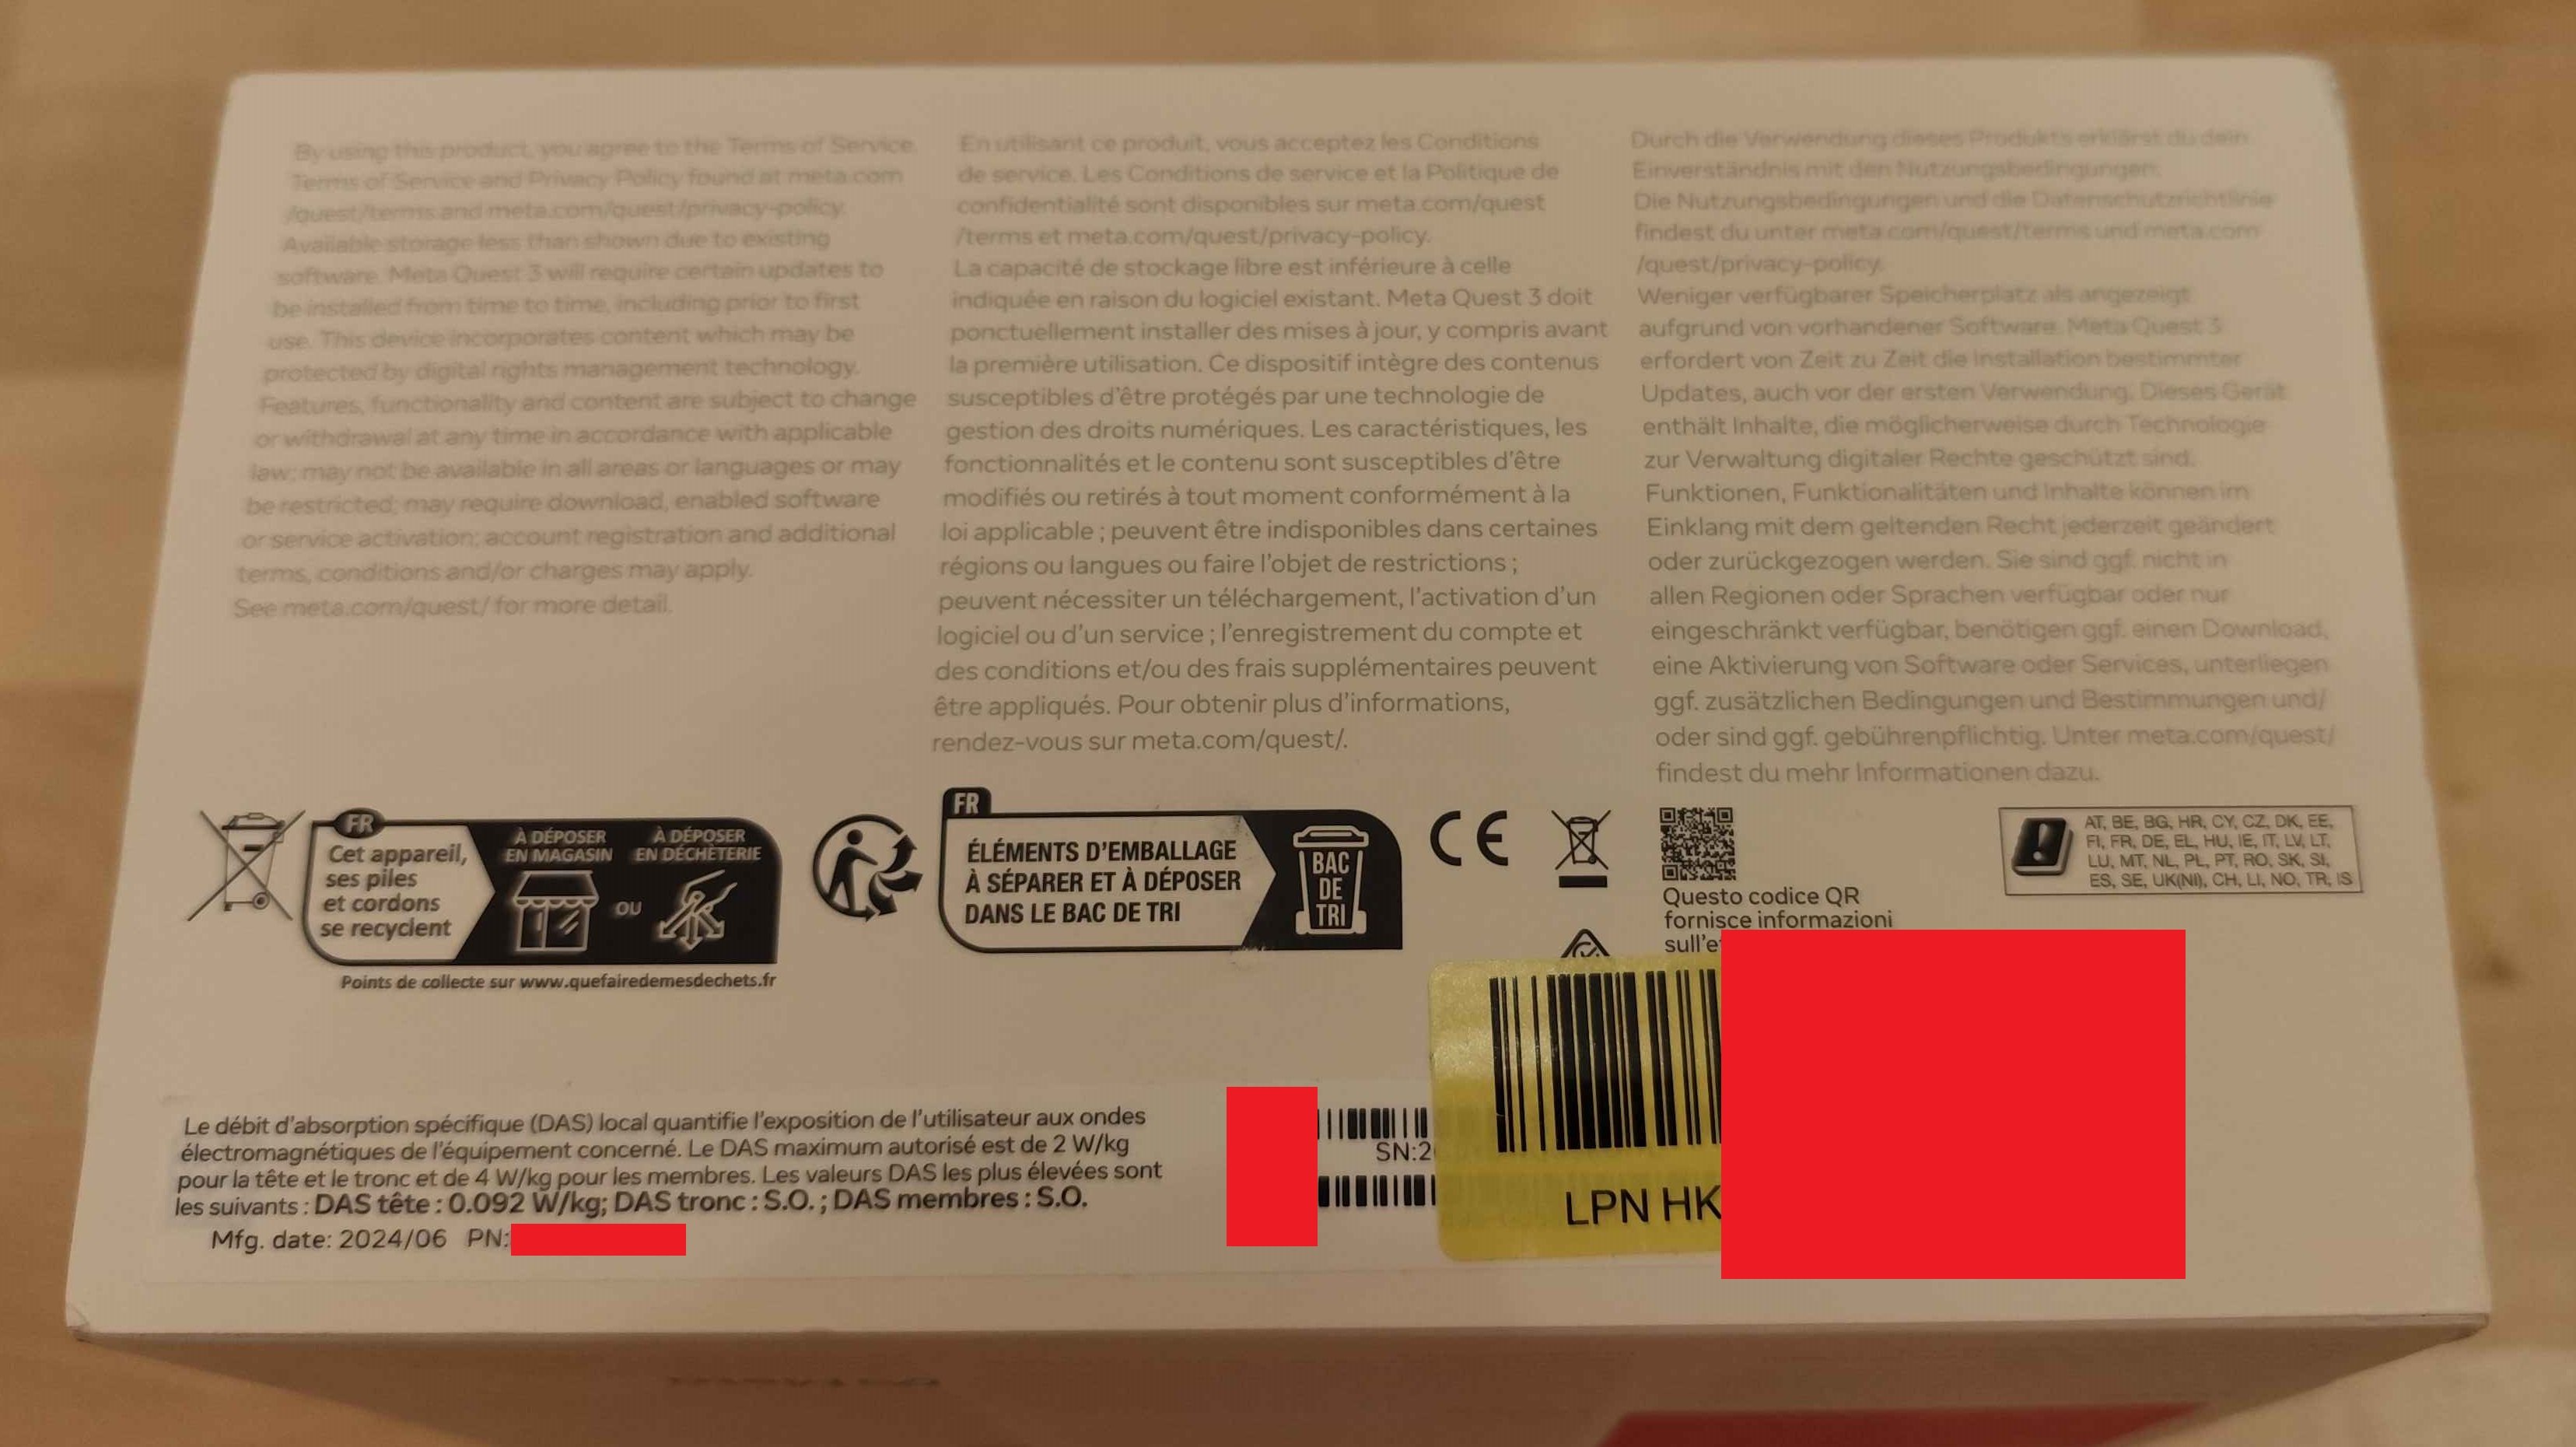 By using this product, you agree to the Terms of Service.
Terms of Service and Privacy Policy found at meta.com
/quest/terms and meta.com/quest/privacy-policy.
Available storage less than shown due to existing
software. Meta Quest 3 will require certain updates to
be installed from time to time, including prior to first
use. This device incorporates content which may be
protected by digital rights management technology.
Features, functionality and content are subject to change
or withdrawal at any time in accordance with applicable
law; may not be available in all areas or languages or may
be restricted; may require download, enabled software
or service activation; account registration and additional
terms, conditions and/or charges may apply.
See meta.com/quest/ for more detail.
En utilisant ce produit, vous acceptez les Conditions
de service. Les Conditions de service et la Politique de
confidentialité sont disponibles sur meta.com/quest
/terms et meta.com/quest/privacy-policy.
La capacité de stockage libre est inférieure à celle
indiquée en raison du logiciel existant. Meta Quest 3 doit
ponctuellement installer des mises à jour, y compris avant
la première utilisation. Ce dispositif intègre des contenus
susceptibles d'être protégés par une technologie de
gestion des droits numériques. Les caractéristiques, les
fonctionnalités et le contenu sont susceptibles d'être
modifiés ou retirés à tout moment conformément à la
loi applicable ; peuvent être indisponibles dans certaines
régions ou langues ou faire l'objet de restrictions ;
peuvent nécessiter un téléchargement, l'activation d'un
logiciel ou d'un service ; l'enregistrement du compte et
des conditions et/ou des frais supplémentaires peuvent
être appliqués. Pour obtenir plus d'informations,
rendez-vous sur meta.com/quest/.
Durch die Verwendung dieses Produkts erklärst du dein
Einverständnis mit den Nutzungsbedingungen.
Die Nutzungsbedingungen und die Datenschutzrichtlinie
findest du unter meta.com/quest/terms und meta.com
/quest/privacy-policy.
Weniger verfügbarer Speicherplatz als angezeigt
aufgrund von vorhandener Software. Meta Quest 3
erfordert von Zeit zu Zeit die Installation bestimmter
Updates, auch vor der ersten Verwendung. Dieses Gerät
enthält Inhalte, die möglicherweise durch Technologie
zur Verwaltung digitaler Rechte geschützt sind.
Funktionen, Funktionalitäten und Inhalte können im
Einklang mit dem geltenden Recht jederzeit geändert
oder zurückgezogen werden. Sie sind ggf. nicht in
allen Regionen oder Sprachen verfügbar oder nur
eingeschränkt verfügbar, benötigen ggf. einen Download,
eine Aktivierung von Software oder Services, unterliegen
ggf. zusätzlichen Bedingungen und Bestimmungen und/
oder sind ggf. gebührenpflichtig. Unter meta.com/quest/
findest du mehr Informationen dazu.
FR
Cet appareil,
ses piles
et cordons
se recyclent
À DÉPOSER
EN MAGASIN
OU
À DÉPOSER
EN DÉCHÈTERIE
Points de collecte sur www.quefairedemesdechets.fr
FR
ÉLÉMENTS D'EMBALLAGE
À SÉPARER ET À DÉPOSER
DANS LE BAC DE TRI
BAC
DE
TRI
CE
Questo codice QR
fornisce informazioni
sull'e
AT, BE, BG, HR, CY, CZ, DK, EE,
FI, FR, DE, EL, HU, IE, IT, LV, LT,
LU, MT, NL, PL, PT, RO, SK, SI,
ES, SE, UK(NI), CH, LI, NO, TR, IS
Le débit d'absorption spécifique (DAS) local quantifie l'exposition de l'utilisateur aux ondes
électromagnétiques de l'équipement concerné. Le DAS maximum autorisé est de 2 W/kg
pour la tête et le tronc et de 4 W/kg pour les membres. Les valeurs DAS les plus élevées sont
les suivants : DAS tête : 0.092 W/kg; DAS tronc : S.O. ; DAS membres : S.O.
Mfg. date: 2024/06 PN:
SN:2
LPN HK